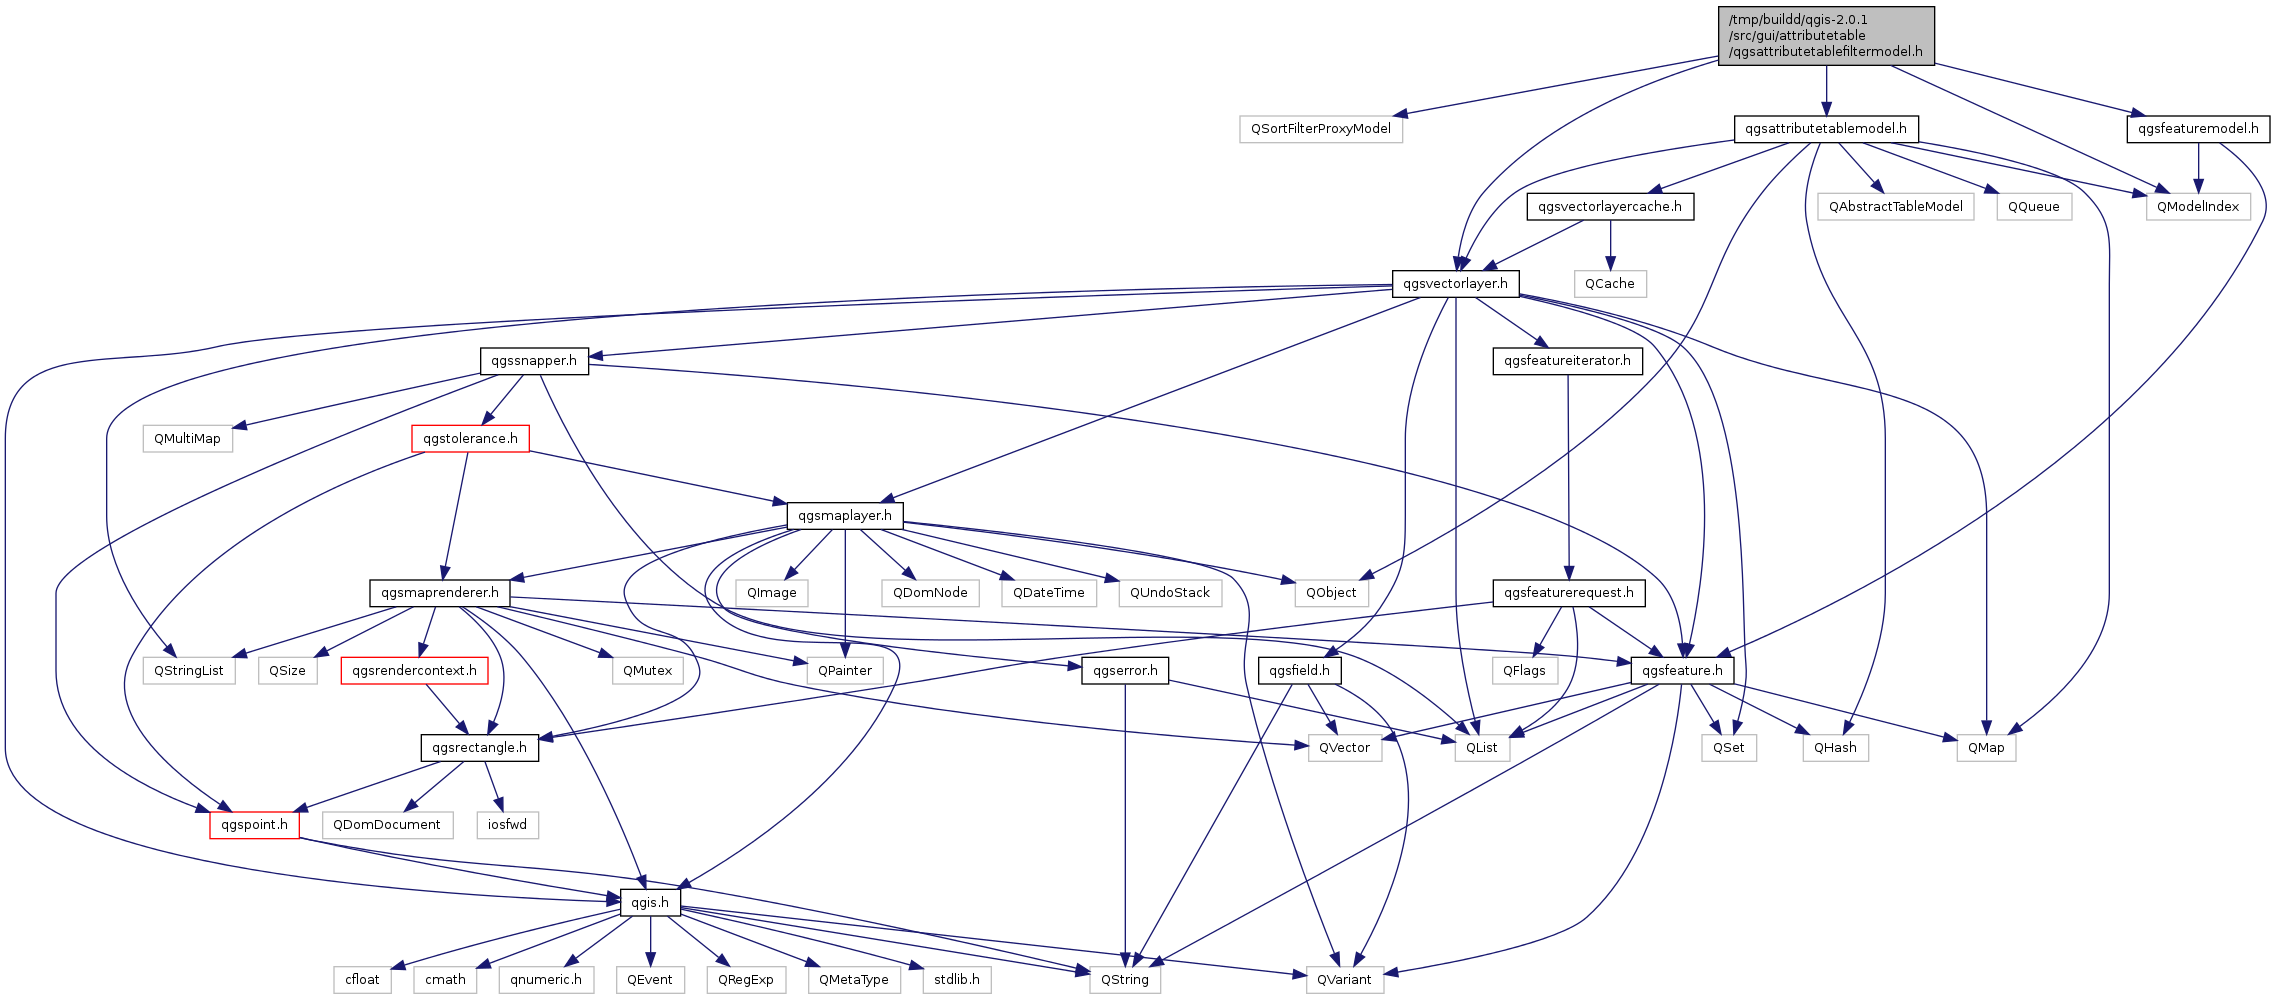 /tmp/buildd/qgis-2.0.1
/src/gui/attributetable
/qgsattributetablefiltermodel.h
QSortFilterProxyModel
qgsattributetablemodel.h
qgsfeaturemodel.h
qgsvectorlayercache.h
QAbstractTableModel
QQueue
QModelIndex
qgsvectorlayer.h
QCache
qgssnapper.h
qgsfeatureiterator.h
QMultiMap
qgstolerance.h
qgsmaplayer.h
qgsmaprenderer.h
QImage
QDomNode
QDateTime
QUndoStack
QObject
qgsfeaturerequest.h
QStringList
QSize
qgsrendercontext.h
QMutex
QPainter
qgserror.h
qgsfield.h
QFlags
qgsfeature.h
qgsrectangle.h
QVector
QList
QSet
QHash
QMap
qgspoint.h
QDomDocument
iosfwd
qgis.h
cfloat
cmath
qnumeric.h
QEvent
QRegExp
QMetaType
stdlib.h
QString
QVariant